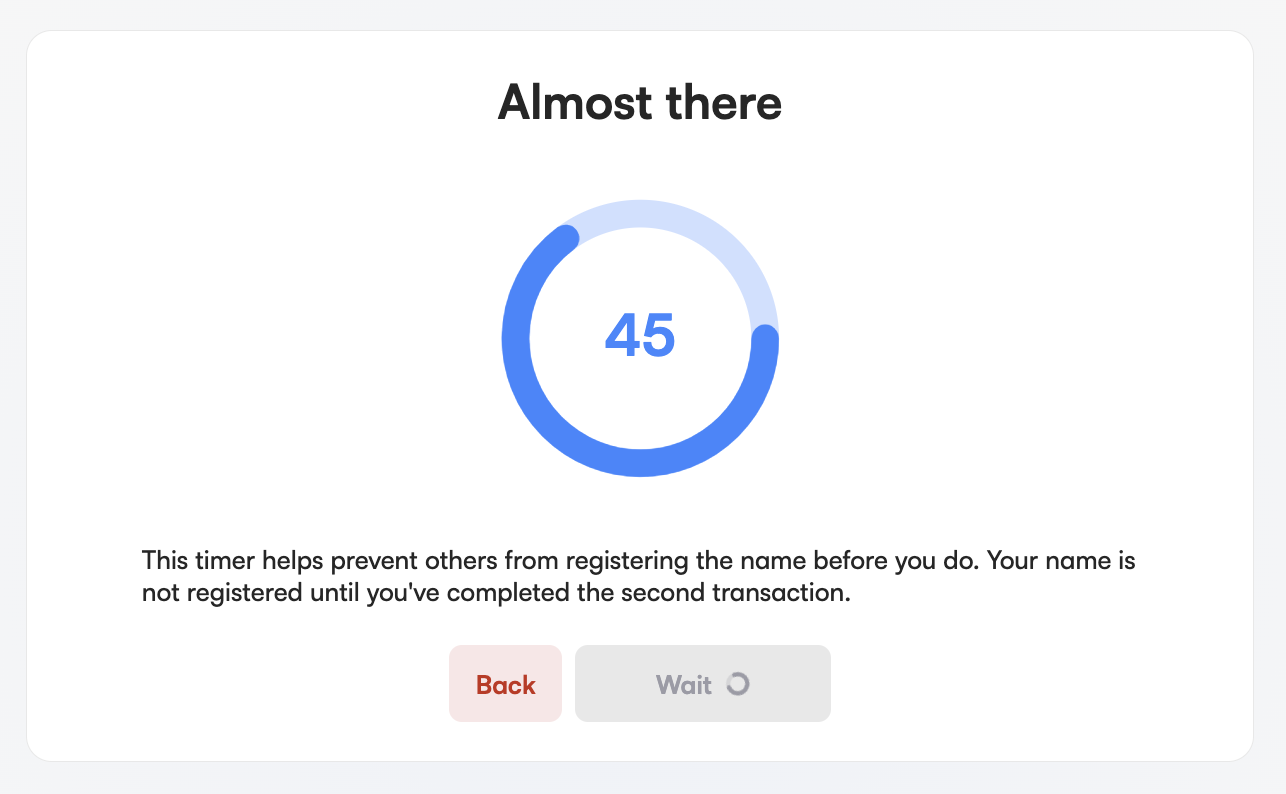 Almost there
45
This timer helps prevent others from registering the name before you do. Your name is
not registered until you've completed the second transaction.
Back
Wait